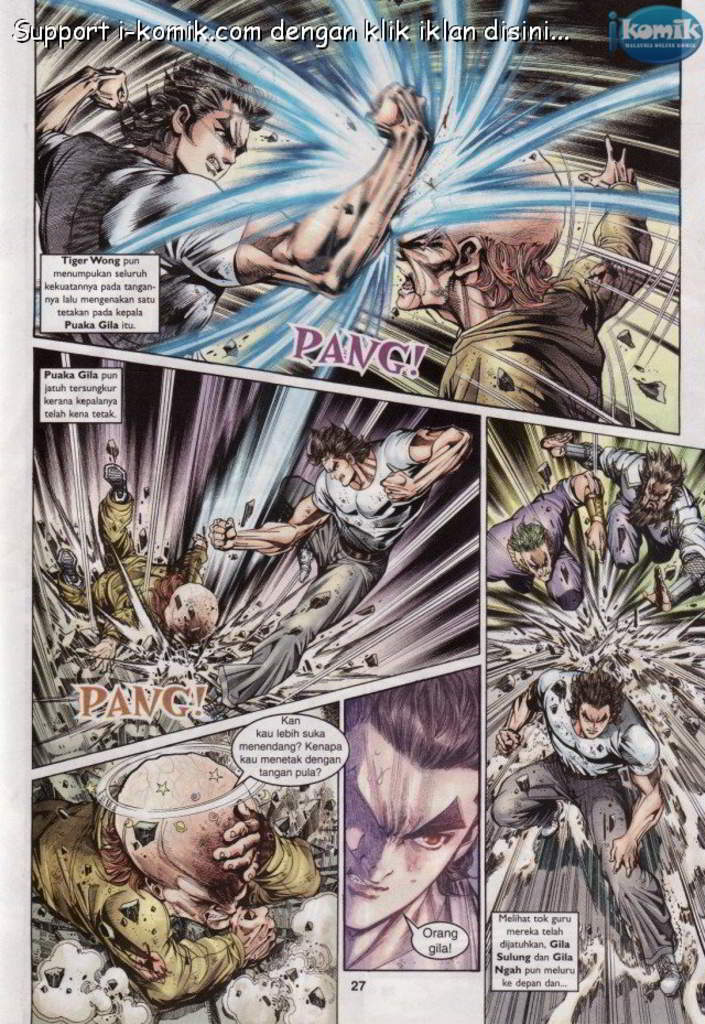 Support i-komik.com dengan klik iklan disini...
ikomik
MALAYSIA ONLINE KOMIK
Tiger Wong pun
menumpukan seluruh
kekuatannya pada tangan-
nya lalu mengenakan satu
tetakan pada kepala
Puaka Gila itu.
PANG!
Puaka Gila pun
jatuh tersungkur
kerana kepalanya
telah kena tetak.
PANG!
Kan
kau lebih suka
menendang? Kenapa
kau menetak dengan
tangan pula?
Orang
gila!
Melihat tok guru
mereka telah
dijatuhkan, Gila
Sulung dan Gila
Ngah pun meluru
ke depan dan...
27